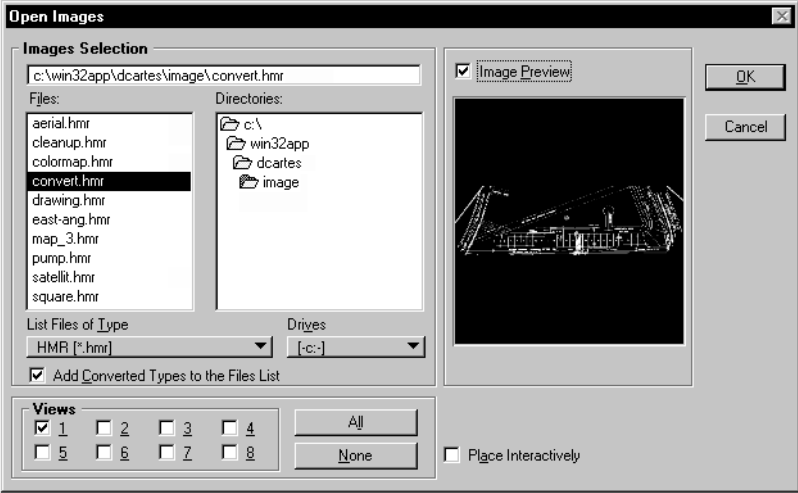 Open Images
Images Selection
c:\win32app\dcartes\image\convert.hmr
Files:
aerial.hmr
cleanup.hmr
colormap.hmr
convert.hmr
drawing.hmr
east-ang.hmr
map_3.hmr
pump.hmr
satellit.hmr
square.hmr
Directories:
c:\
win32app
dcartes
image
List Files of Type
HMR [*.hmr]
Drives
[-c:-]
Add Converted Types to the Files List
Image Preview
OK
Cancel
Views
1 2 3 4
5 6 7 8
All
None
Place Interactively